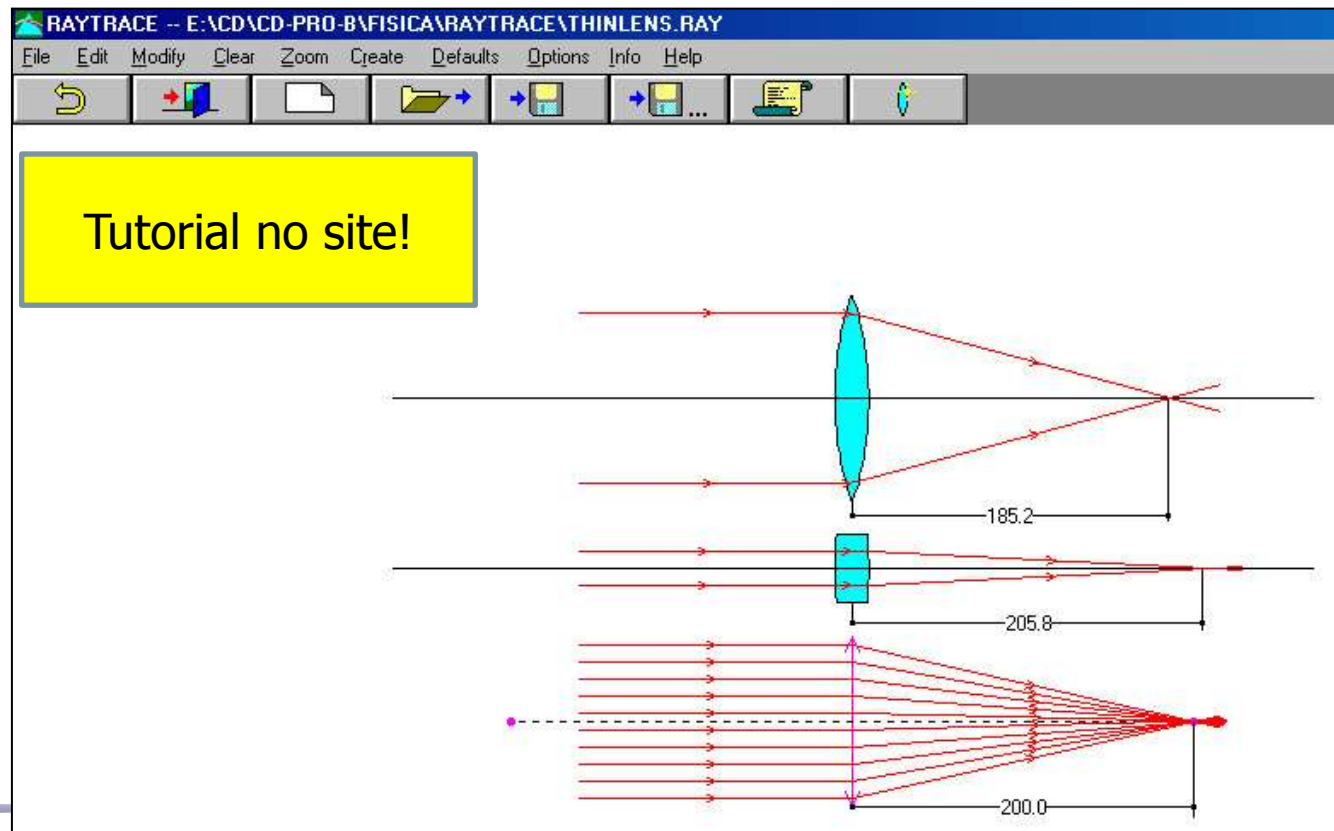 RAYTRACE -- E:\CD\CD-PRO-B\FISICA\RAYTRACE\THINLENS.RAY
File Edit Modify Clear Zoom Create Defaults Options Info Help
...
Tutorial no site!
185.2
205.8
200.0